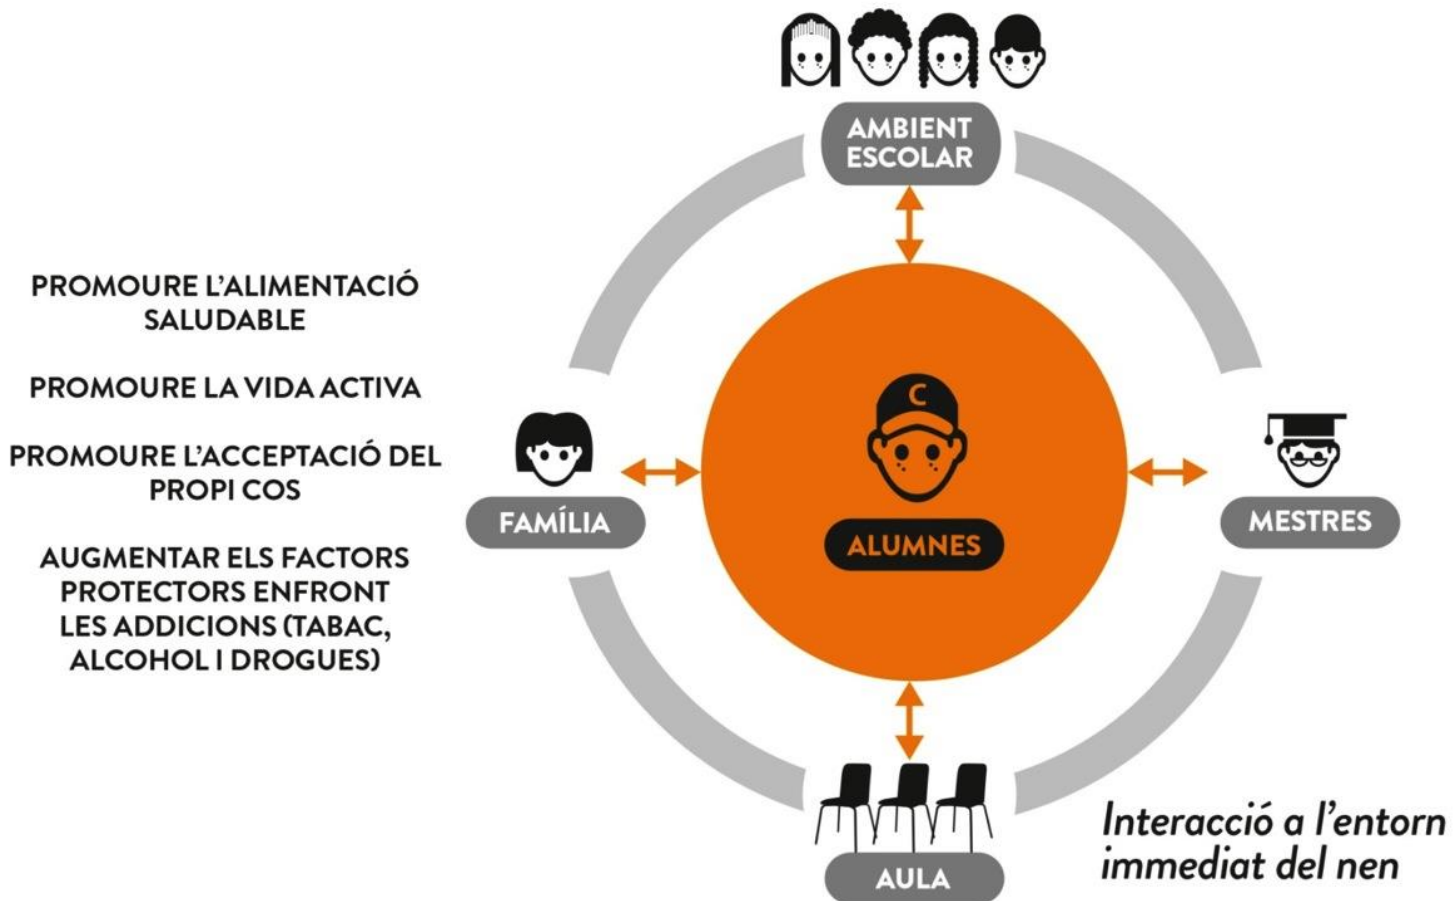 AMBIENT
ESCOLAR
PROMOURE L'ALIMENTACIÓ
SALUDABLE
PROMOURE LA VIDA ACTIVA
PROMOURE L'ACCEPTACIÓ DEL
PROPI COS
AUGMENTAR ELS FACTORS
PROTECTORS ENFRONT
LES ADDICIONS (TABAC,
ALCOHOL I DROGUES)
FAMÍLIA
C
ALUMNES
MESTRES
AULA
Interacció a l'entorn
immediat del nen